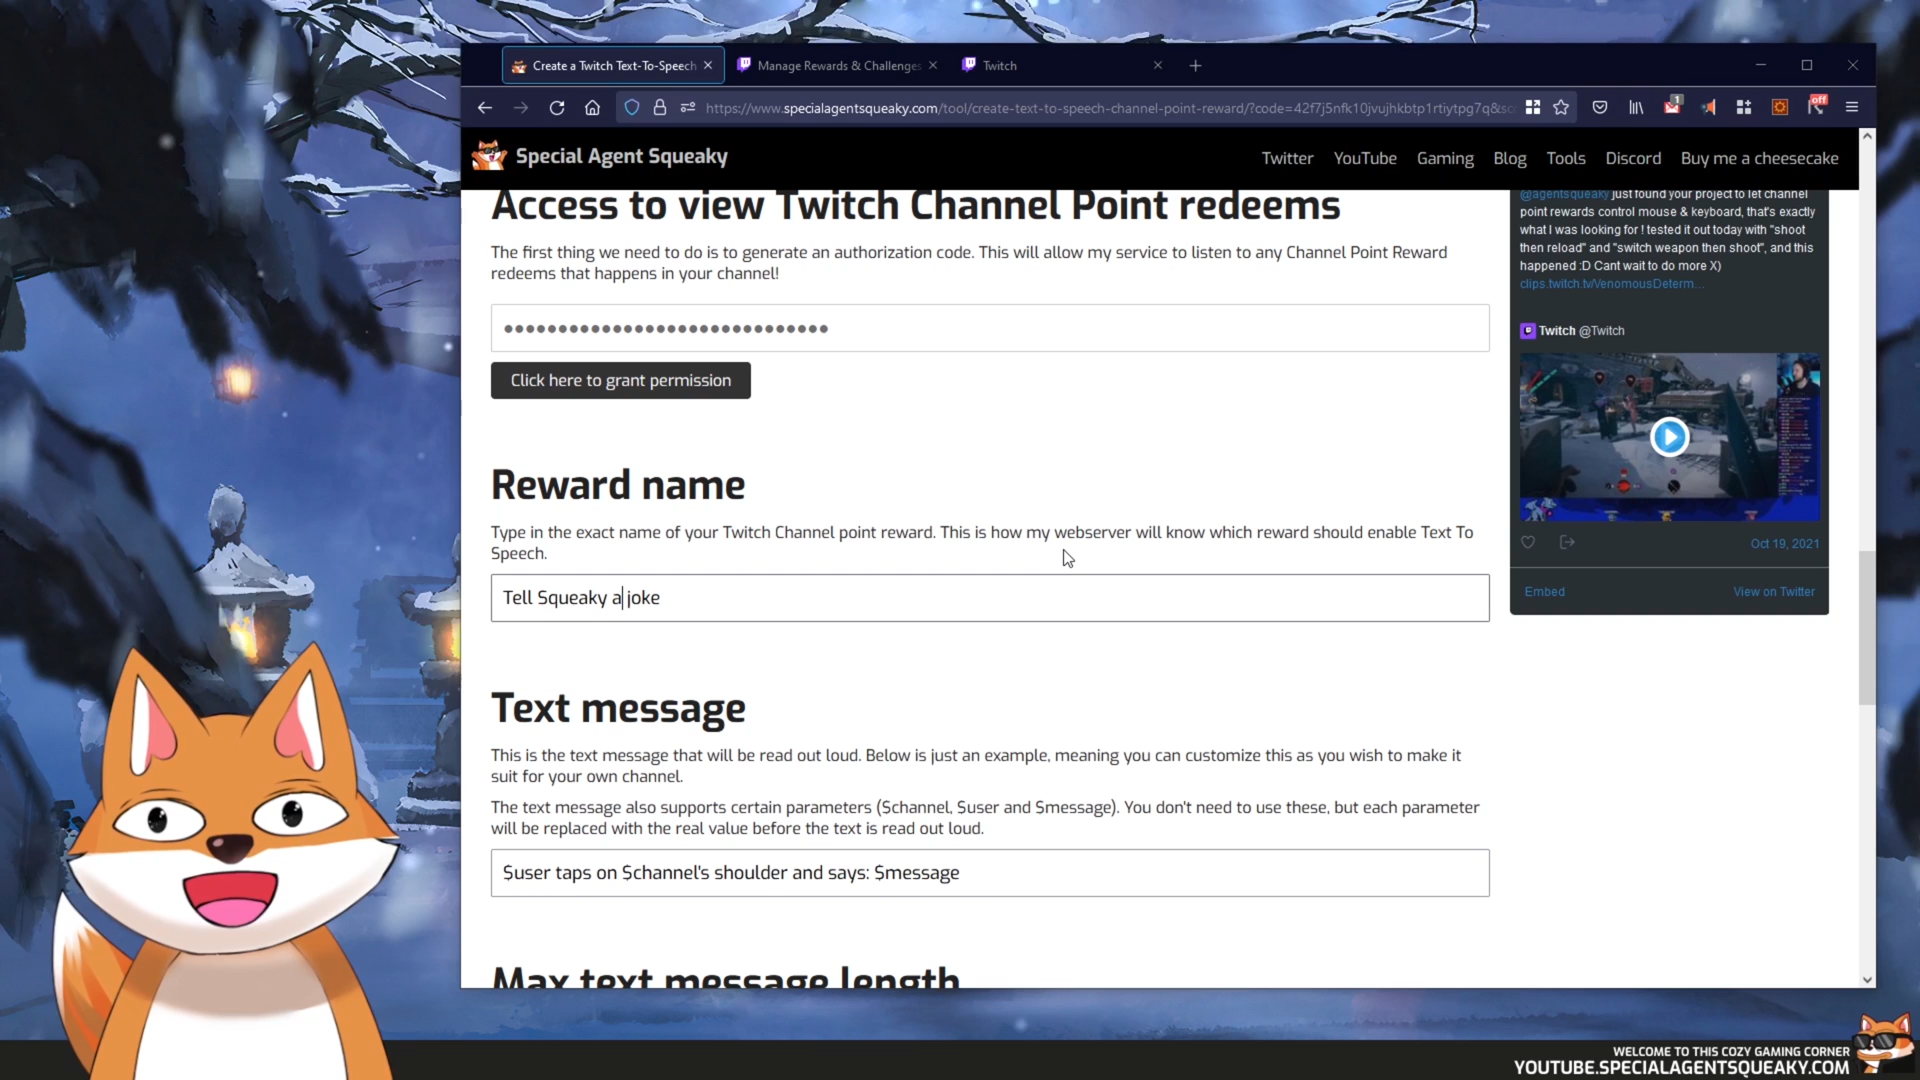 Create a Twitch Text-To-Speech
Manage Rewards & Challenges
Twitch
https://www.specialagentsqueaky.com/tool/create-text-to-speech-channel-point-reward/?code=42f7j5nfk10jvujhkbtp1rtiytpg7q&sc
1
off
Special Agent Squeaky
Twitter YouTube Gaming Blog Tools Discord Buy me a cheesecake
Access to view Twitch Channel Point redeems
The first thing we need to do is to generate an authorization code. This will allow my service to listen to any Channel Point Reward
redeems that happens in your channel!
Click here to grant permission
Reward name
Type in the exact name of your Twitch Channel point reward. This is how my webserver will know which reward should enable Text To
Speech.
Tell Squeaky a joke
Text message
This is the text message that will be read out loud. Below is just an example, meaning you can customize this as you wish to make it
suit for your own channel.
The text message also supports certain parameters ($channel, $user and $message). You don't need to use these, but each parameter
will be replaced with the real value before the text is read out loud.
$user taps on $channel's shoulder and says: $message
Max text message length
@agentsqueaky just found your project to let channel
point rewards control mouse & keyboard, that's exactly
what I was looking for ! tested it out today with "shoot
then reload" and "switch weapon then shoot", and this
happened :D Cant wait to do more X)
clips.twitch.tv/VenomousDeterm…
Twitch @Twitch
Oct 19, 2021
Embed
View on Twitter
WELCOME TO THIS COZY GAMING CORNER
YOUTUBE.SPECIALAGENTSQUEAKY.COM